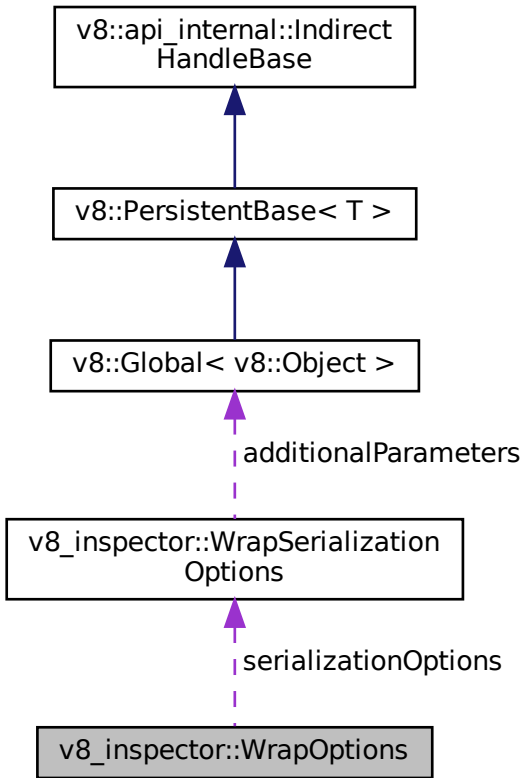 v8::api_internal::Indirect
HandleBase
v8::PersistentBase< T >
v8::Global< v8::Object >
additionalParameters
v8_inspector::WrapSerialization
Options
serializationOptions
v8_inspector::WrapOptions